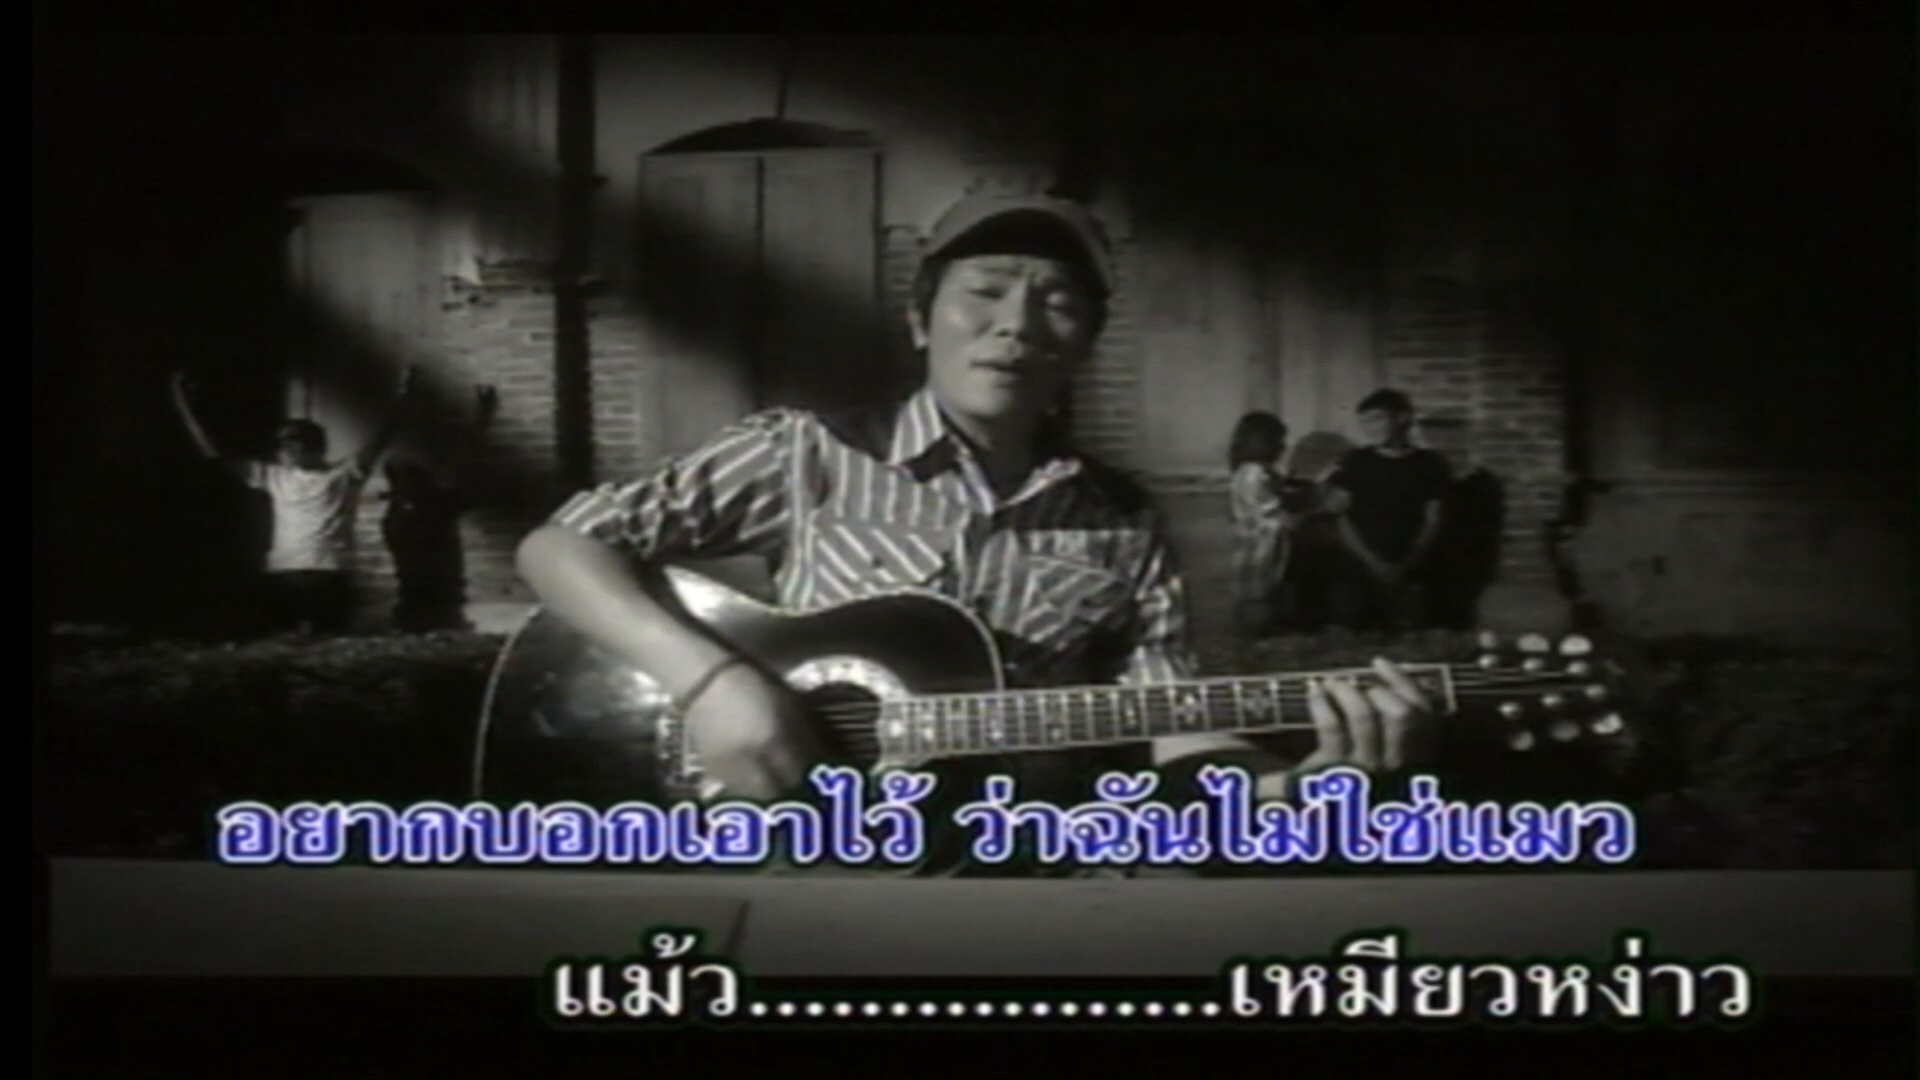 อยากบอกเอาไว้ ว่าฉันไม่ใช่แมว
แม้ว.................เหมียวหง่าว